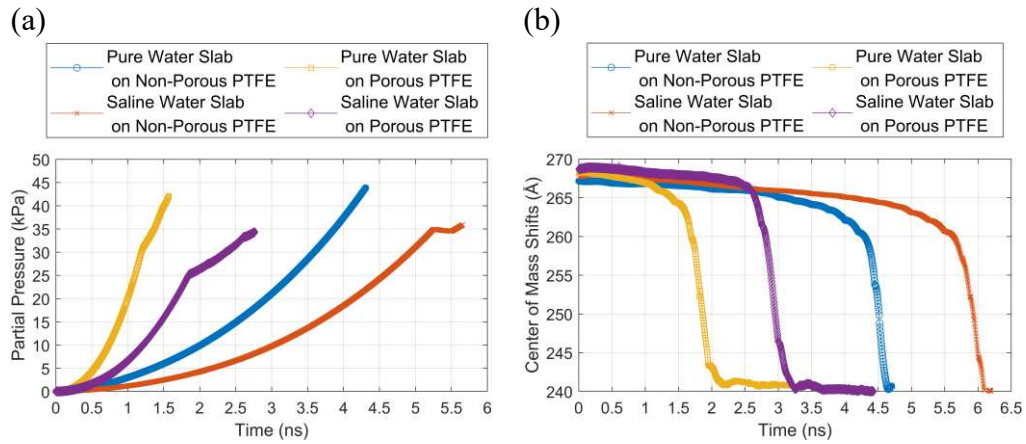 (a)
Pure Water Slab
on Non-Porous PTFE
Pure Water Slab
on Porous PTFE
Saline Water Slab
on Non-Porous PTFE
Saline Water Slab
on Porous PTFE
50
45
40
35
30
25
20
15
10
5
0
Partial Pressure (kPa)
0 0.5 1 1.5 2 2.5 3 3.5 4 4.5 5 5.5 6
Time (ns)
(b)
Pure Water Slab
on Non-Porous PTFE
Pure Water Slab
on Porous PTFE
Saline Water Slab
on Non-Porous PTFE
Saline Water Slab
on Porous PTFE
270
265
260
255
250
245
240
Center of Mass Shifts (Å)
0 0.5 1 1.5 2 2.5 3 3.5 4 4.5 5 5.5 6 6.5
Time (ns)